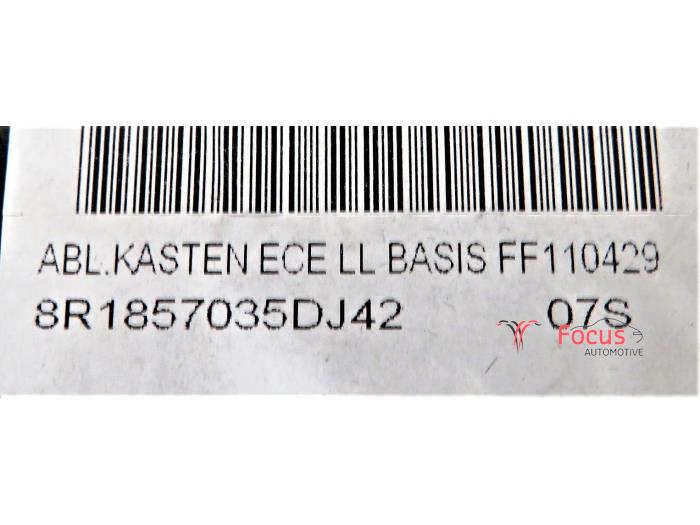 ABL.KASTEN ECE LL BASIS FF110429
8R1857035DJ42 07S
Focus
AUTOMOTIVE